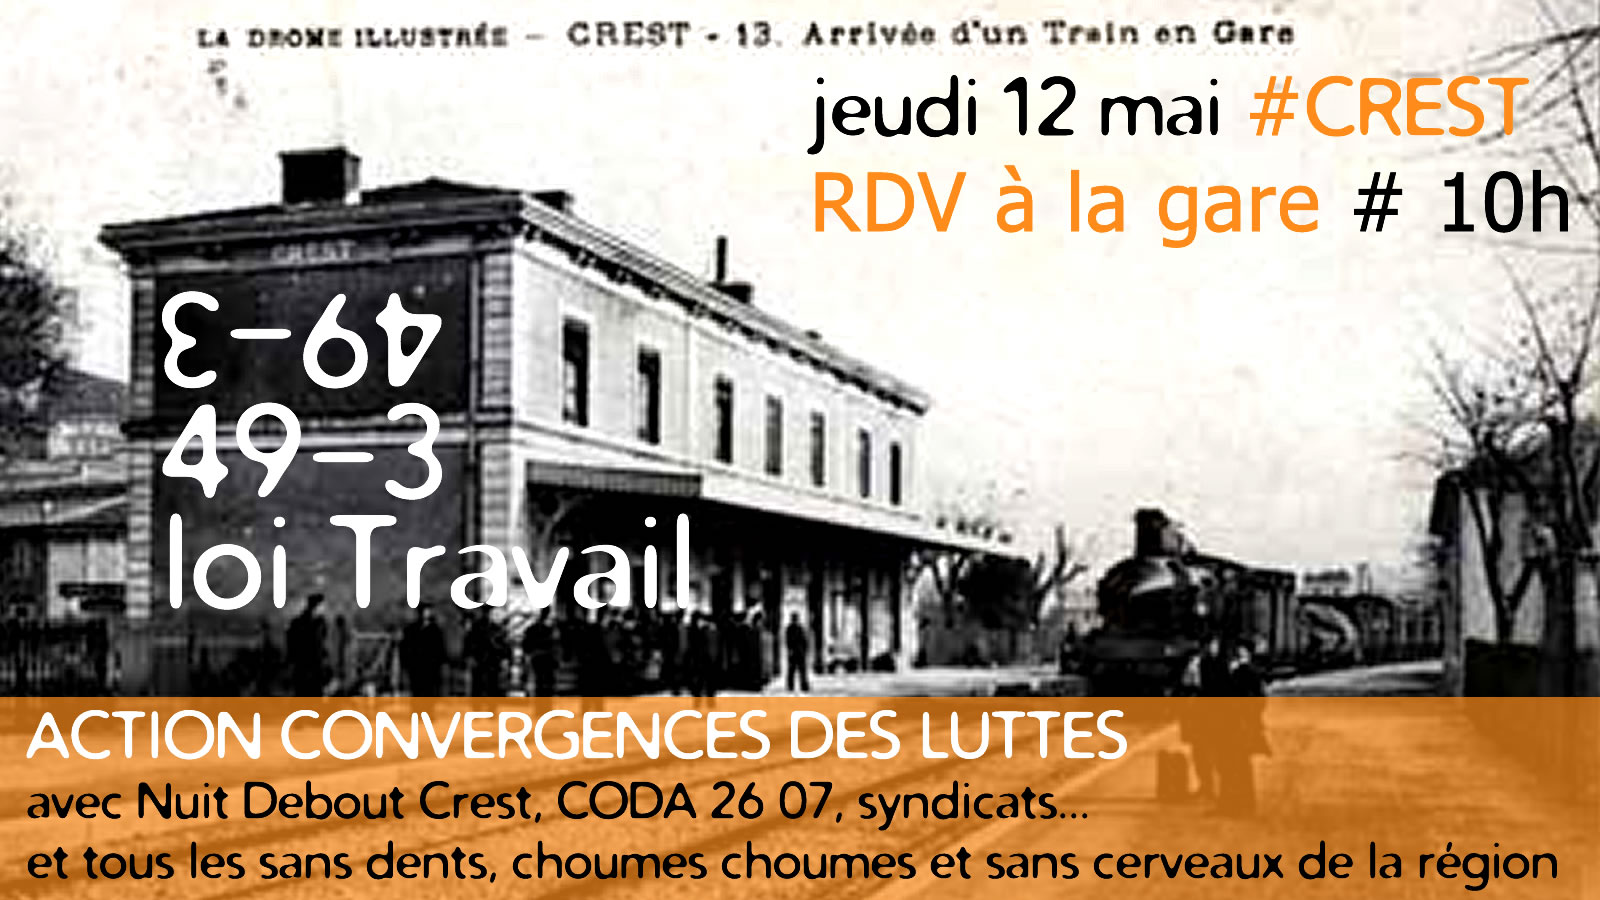 LA DROME ILLUSTRÉE - CREST - 13. Arrivée d'un Train en Gare
jeudi 12 mai #CREST
RDV à la gare # 10h
CREST
49-3
49-3
loi Travail
ACTION CONVERGENCES DES LUTTES
avec Nuit Debout Crest, CODA 26 07, syndicats...
et tous les sans dents, choumes choumes et sans cerveaux de la région